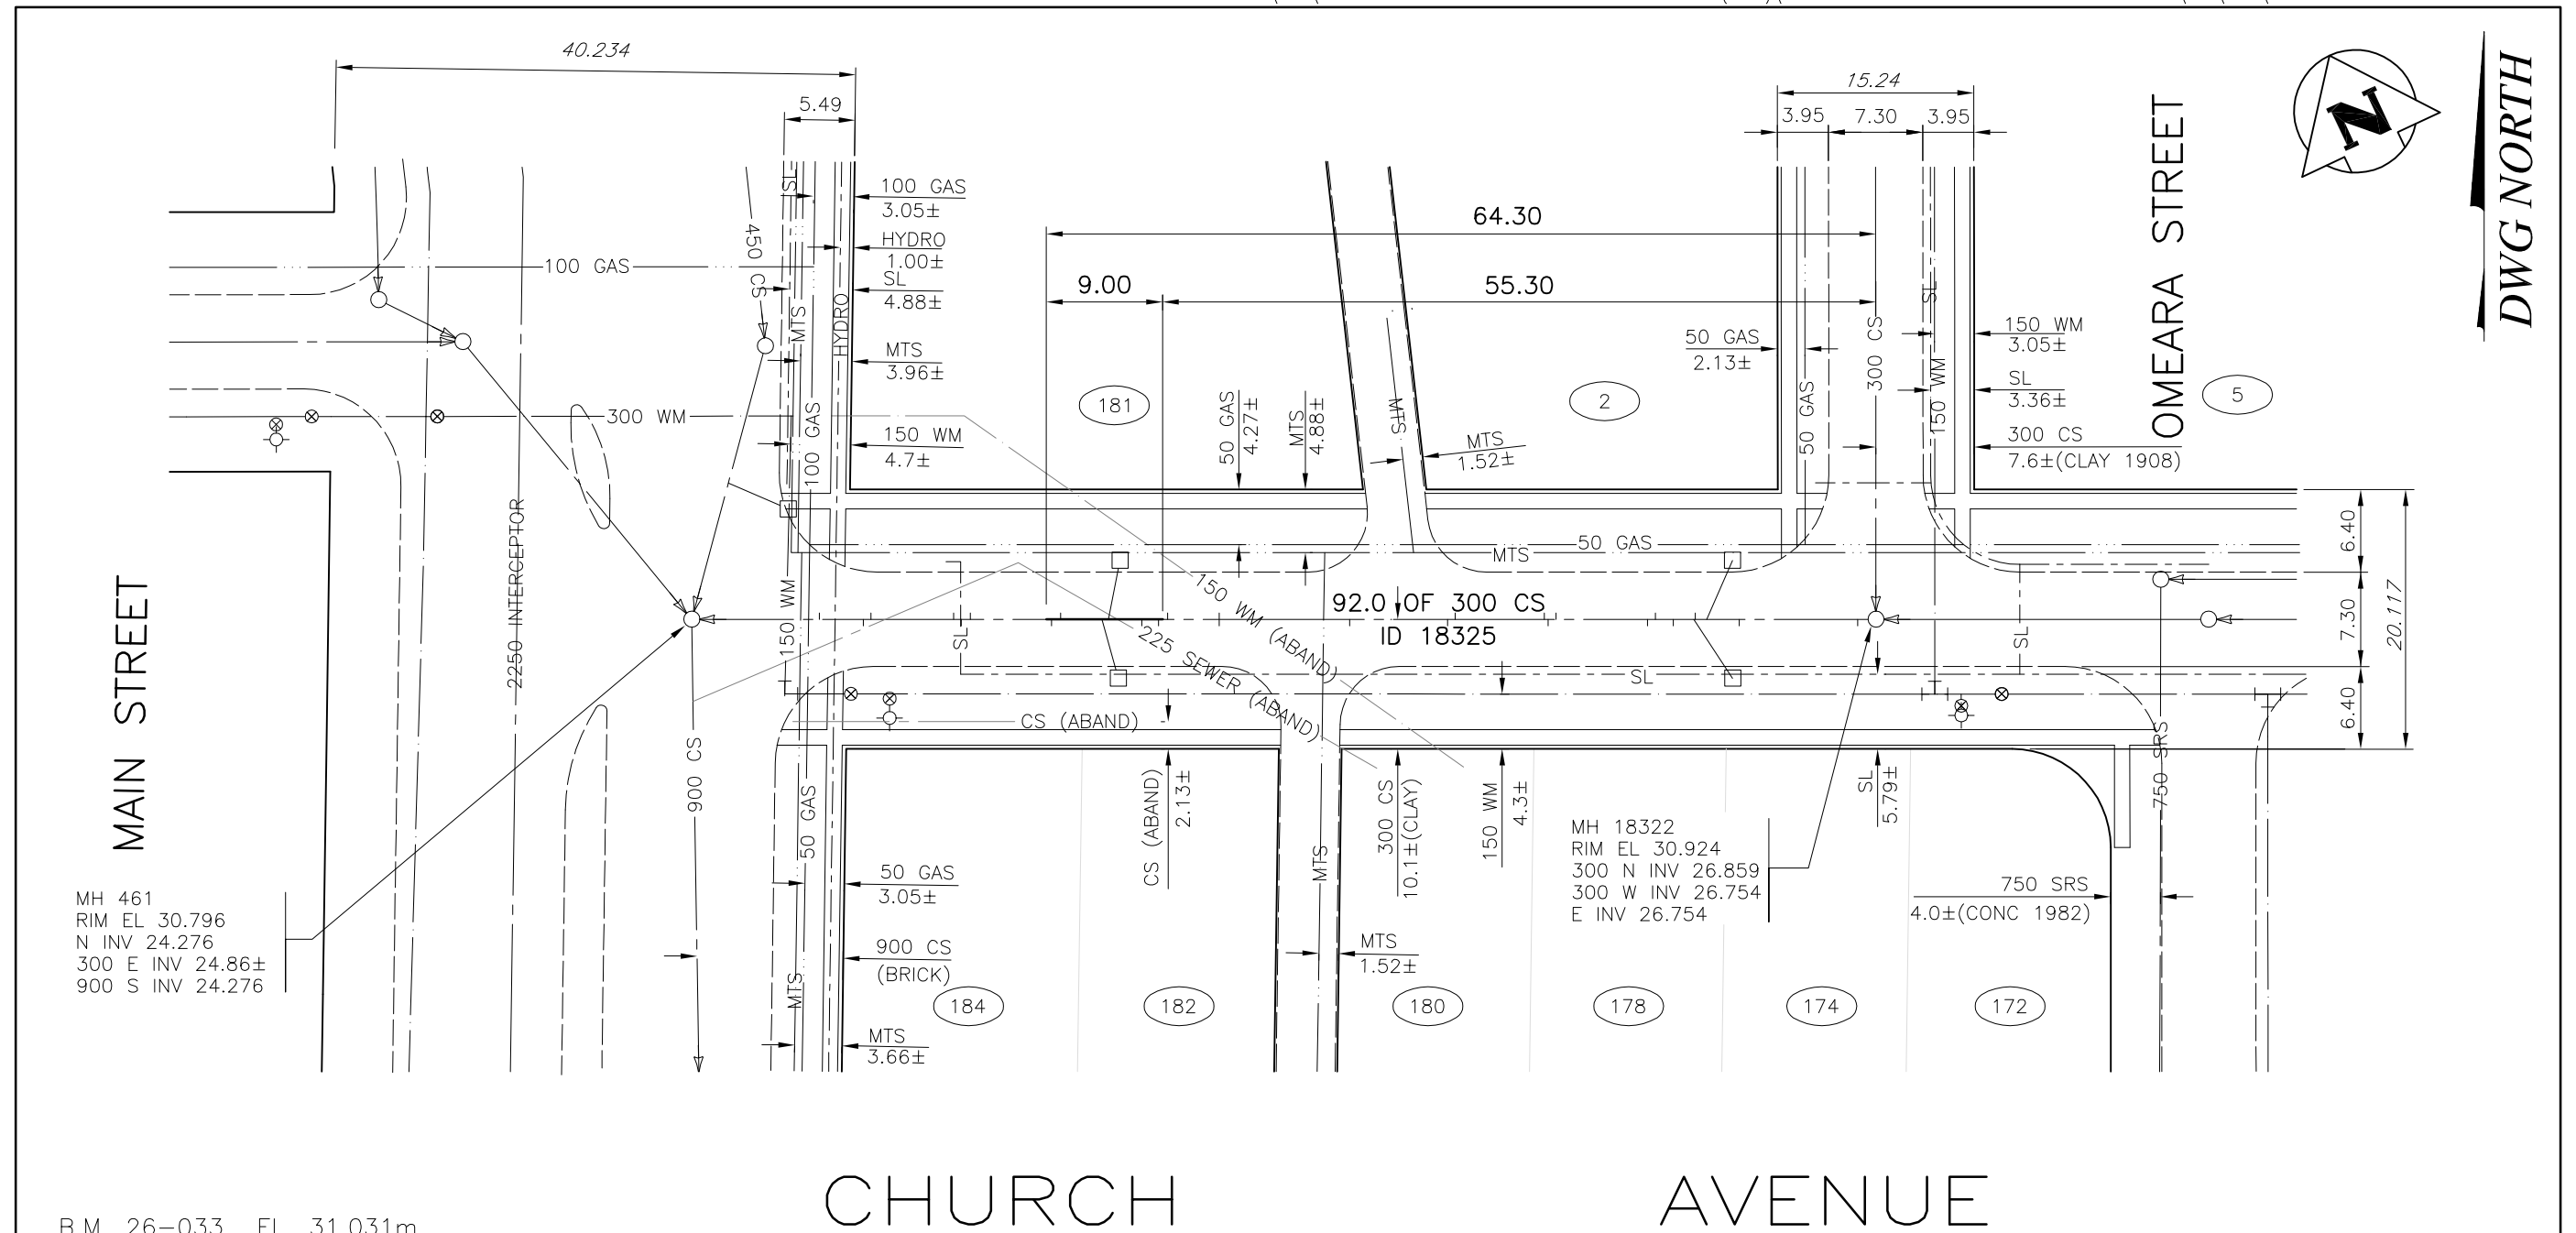 40.234
5.49
15.24
3.95
7.30
3.95
N
DWG NORTH
OMEARA STREET
MAIN STREET
100 GAS
3.05±
HYDRO
1.00±
SL
4.88±
MTS
3.96±
150 WM
4.7±
64.30
9.00
55.30
450 CS
100 GAS
300 WM
SL
MTS
HYDRO
100 GAS
181
50 GAS
4.27±
MTS
4.88±
MTS
MTS
1.52±
2
50 GAS
2.13±
50 GAS
300 CS
SL
150 WM
150 WM
3.05±
SL
3.36±
300 CS
7.6±(CLAY 1908)
5
2250 INTERCEPTOR
50 GAS
MTS
150 WM
SL
150 WM (ABAND)
225 SEWER (ABAND)
92.0 OF 300 CS
ID 18325
SL
SL
6.40
7.30
6.40
20.117
CS (ABAND)
900 CS
50 GAS
MTS
CS (ABAND)
2.13±
MTS
300 CS
10.1±(CLAY)
150 WM
4.3±
SL
5.79±
750 SRS
MH 18322
RIM EL 30.924
300 N INV 26.859
300 W INV 26.754
E INV 26.754
750 SRS
4.0±(CONC 1982)
MH 461
RIM EL 30.796
N INV 24.276
300 E INV 24.86±
900 S INV 24.276
50 GAS
3.05±
900 CS
(BRICK)
MTS
3.66±
MTS
1.52±
184
182
180
178
174
172
CHURCH AVENUE
B.M. 26-033 EL. 31.031m